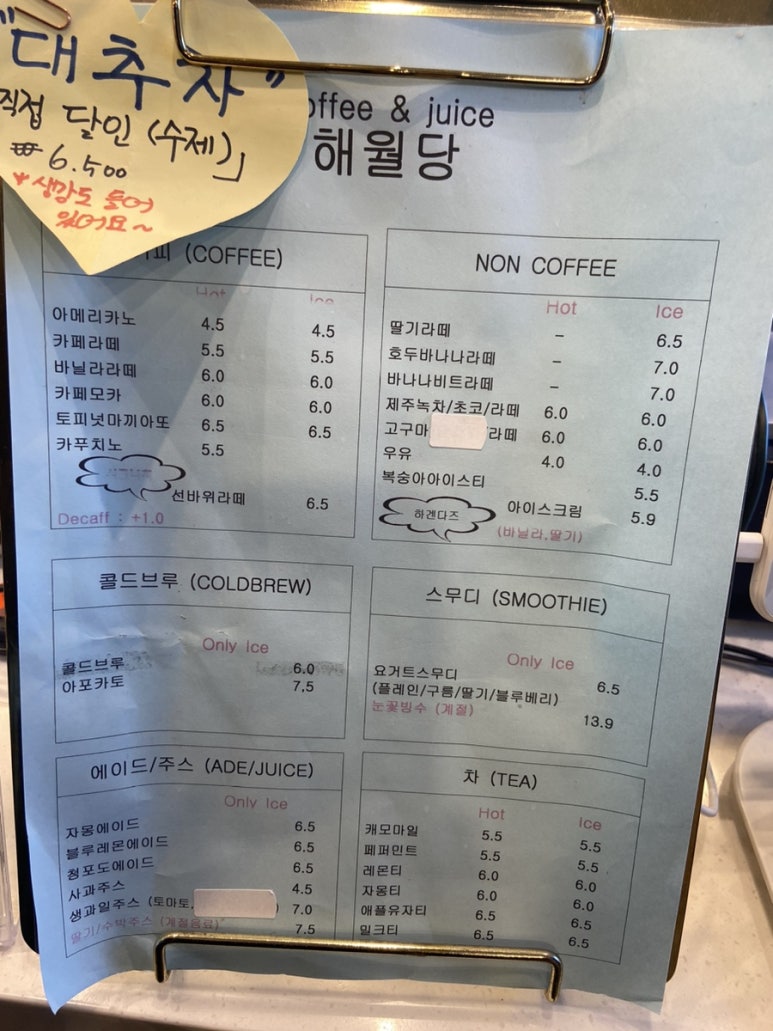 "대추차"
직접 달인 (수제)」
₩ 6.500
*생강도 들어
있어요~
offee & juice
해월당
피 (COFFEE)
Hot Ice
아메리카노 4.5 4.5
카페라떼 5.5 5.5
바닐라라떼 6.0 6.0
카페모카 6.0 6.0
토피넛마끼아또 6.5 6.5
카푸치노 5.5
선바위라떼 6.5
Decaff : +1.0
NON COFFEE
Hot Ice
딸기라떼 – 6.5
호두바나나라떼 – 7.0
바나나비트라떼 – 7.0
제주녹차/초코/라떼 6.0 6.0
고구마 라떼 6.0 6.0
우유 4.0 4.0
복숭아아이스티 5.5
하겐다즈 아이스크림 5.9
(바닐라,딸기)
콜드브루 (COLDBREW)
Only Ice
콜드브루 6.0
아포카토 7.5
스무디 (SMOOTHIE)
Only Ice
요거트스무디 6.5
(플레인/구름/딸기/블루베리)
눈꽃빙수 (계절) 13.9
에이드/주스 (ADE/JUICE)
Only Ice
자몽에이드 6.5
블루레몬에이드 6.5
청포도에이드 6.5
사과주스 4.5
생과일주스 (토마토, ) 7.0
딸기/수박주스 (계절음료) 7.5
차 (TEA)
Hot Ice
캐모마일 5.5 5.5
페퍼민트 5.5 5.5
레몬티 6.0 6.0
자몽티 6.0 6.0
애플유자티 6.5 6.5
밀크티 6.5 6.5